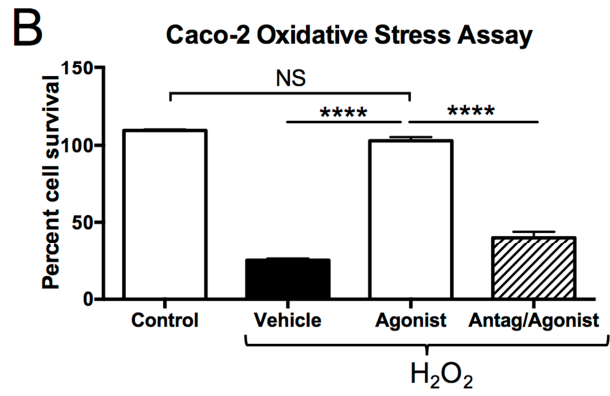 B
Caco-2 Oxidative Stress Assay
Percent cell survival
150
100
50
0
NS
**** ****
Control Vehicle Agonist Antag/Agonist
H₂O₂